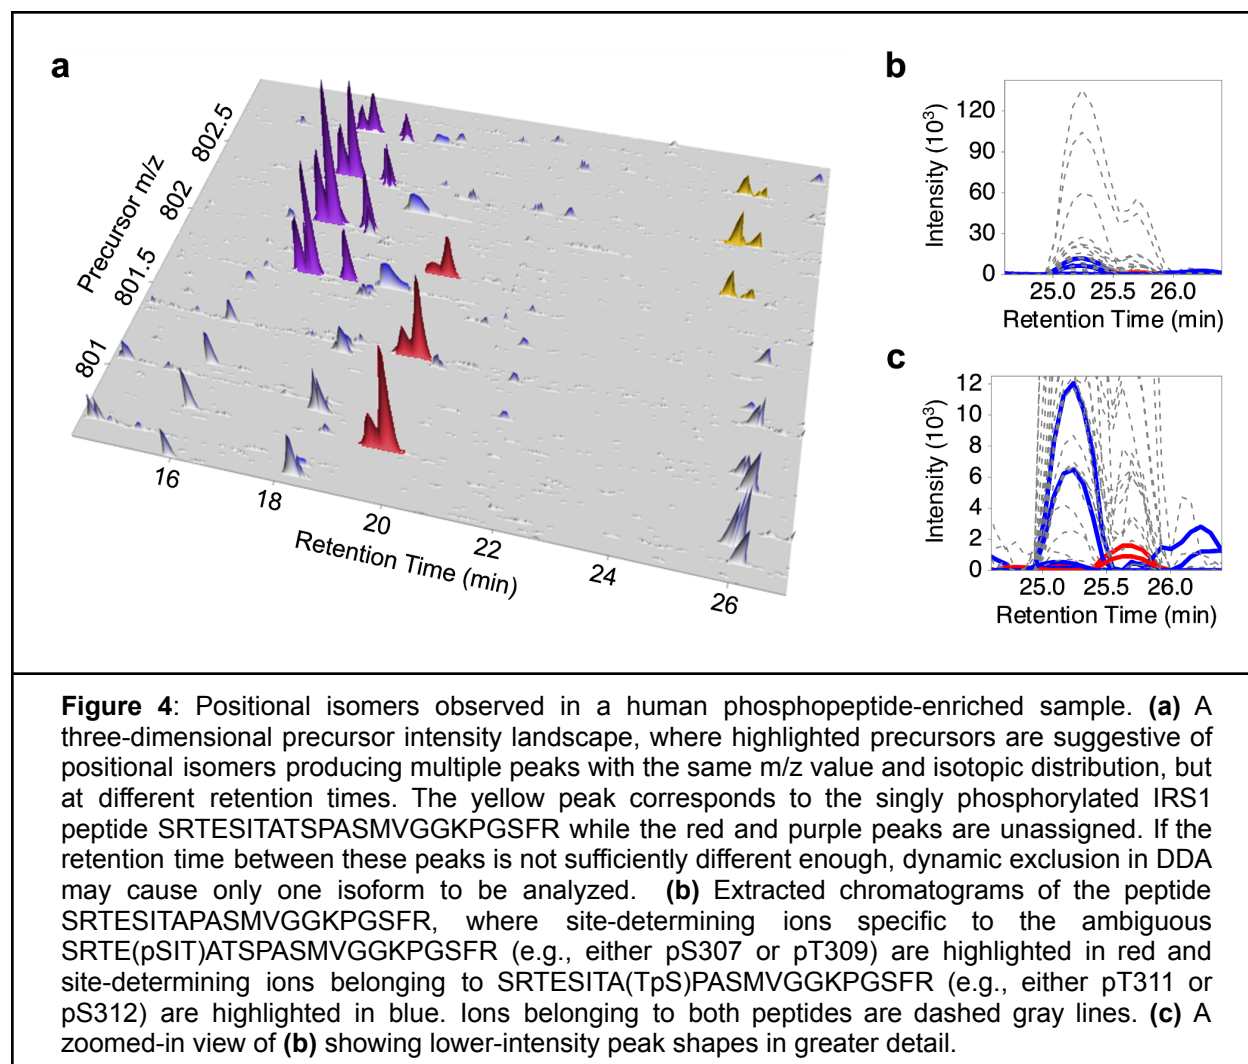 a
802.5
802
801.5
801
Precursor m/z
16
18
20
22
24
26
Retention Time (min)
b
120
90
60
30
0
Intensity (10³)
25.0 25.5 26.0
Retention Time (min)
c
12
10
8
6
4
2
0
Intensity (10³)
25.0 25.5 26.0
Retention Time (min)
Figure 4: Positional isomers observed in a human phosphopeptide-enriched sample. (a) A
three-dimensional precursor intensity landscape, where highlighted precursors are suggestive of
positional isomers producing multiple peaks with the same m/z value and isotopic distribution, but
at different retention times. The yellow peak corresponds to the singly phosphorylated IRS1
peptide SRTESITATSPASMVGGKPGSFR while the red and purple peaks are unassigned. If the
retention time between these peaks is not sufficiently different enough, dynamic exclusion in DDA
may cause only one isoform to be analyzed. (b) Extracted chromatograms of the peptide
SRTESITAPASMVGGKPGSFR, where site-determining ions specific to the ambiguous
SRTE(pSIT)ATSPASMVGGKPGSFR (e.g., either pS307 or pT309) are highlighted in red and
site-determining ions belonging to SRTESITA(TpS)PASMVGGKPGSFR (e.g., either pT311 or
pS312) are highlighted in blue. Ions belonging to both peptides are dashed gray lines. (c) A
zoomed-in view of (b) showing lower-intensity peak shapes in greater detail.